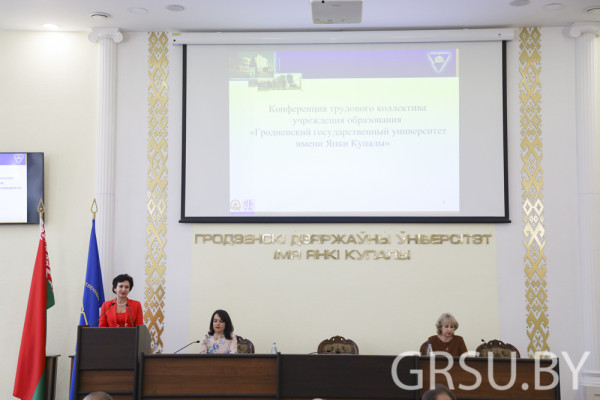 Конференция трудового коллектива
учреждения образования
«Гродненский государственный университет
имени Янки Купалы»
ГРОДЗЕНСКІ ДЗЯРЖАЎНЫ ЎНІВЕРСІТЭТ
ІМЯ ЯНКІ КУПАЛЫ
GRSU.BY